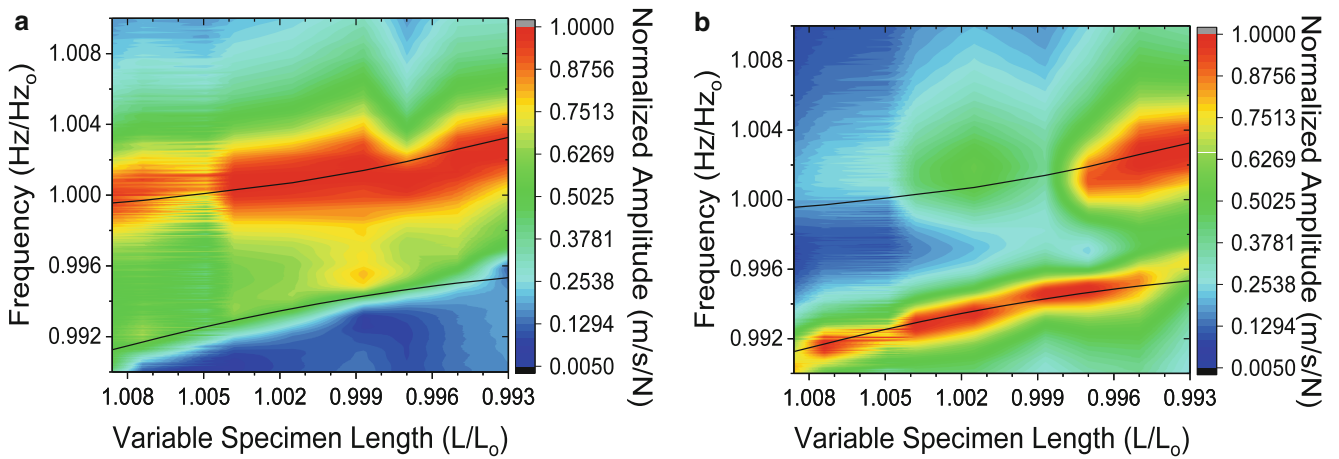 a
Frequency (Hz/Hzo)
1.008
1.004
1.000
0.996
0.992
1.008 1.005 1.002 0.999 0.996 0.993
Variable Specimen Length (L/Lo)
1.0000
0.8756
0.7513
0.6269
0.5025
0.3781
0.2538
0.1294
0.0050
Normalized Amplitude (m/s/N)
b
Frequency (Hz/Hzo)
1.008
1.004
1.000
0.996
0.992
1.008 1.005 1.002 0.999 0.996 0.993
Variable Specimen Length (L/Lo)
1.0000
0.8756
0.7513
0.6269
0.5025
0.3781
0.2538
0.1294
0.0050
Normalized Amplitude (m/s/N)